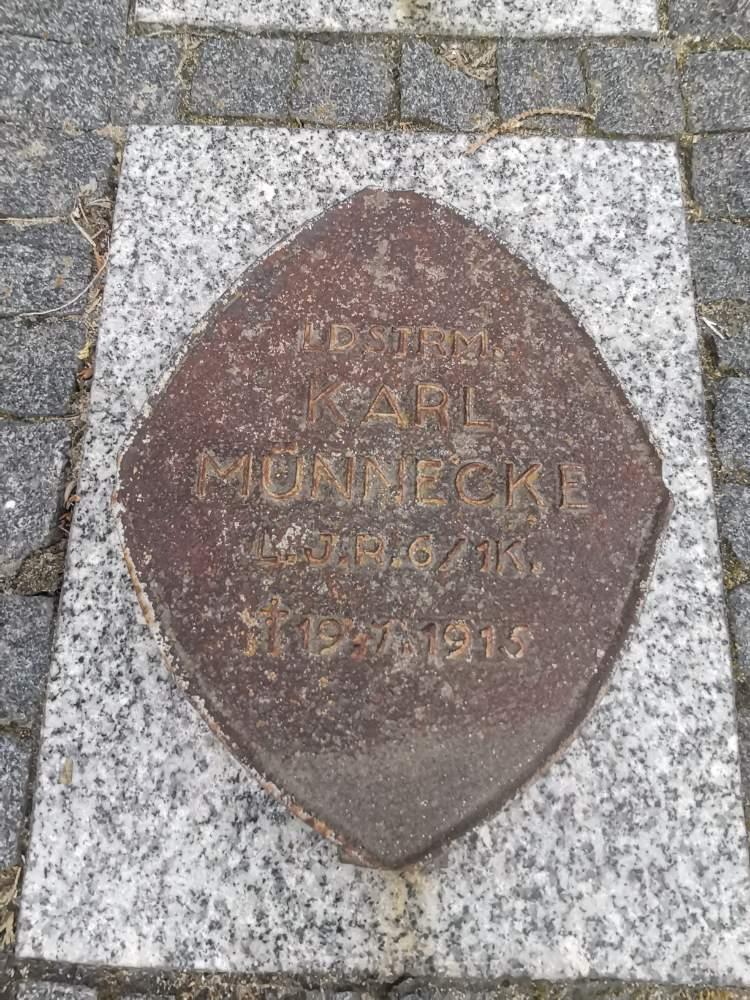 LDSTRM.
KARL
MÜNNECKE
L.J.R.6/1K.
† 19.7.1915